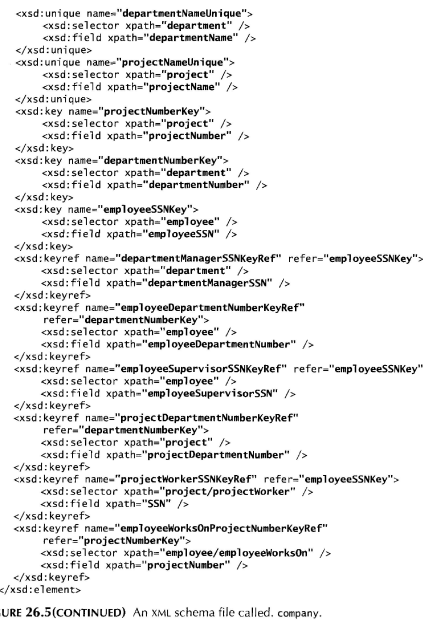 <xsd:unique name="departmentNameUnique">
<xsd:selector xpath="department" />
<xsd:field xpath="departmentName" />
</xsd:unique>
<xsd:unique name="projectNameUnique">
<xsd:selector xpath="project" />
<xsd:field xpath="projectName" />
</xsd:unique>
<xsd:key name="projectNumberKey">
<xsd:selector xpath="project" />
<xsd:field xpath="projectNumber" />
</xsd:key>
<xsd:key name="departmentNumberKey">
<xsd:selector xpath="department" />
<xsd:field xpath="departmentNumber" />
</xsd:key>
<xsd:key name="employeeSSNKey">
<xsd:selector xpath="employee" />
<xsd:field xpath="employeeSSN" />
</xsd:key>
<xsd:keyref name="departmentManagerSSNKeyRef" refer="employeeSSNKey">
<xsd:selector xpath="department" />
<xsd:field xpath="departmentManagerSSN" />
</xsd:keyref>
<xsd:keyref name="employeeDepartmentNumberKeyRef"
refer="departmentNumberKey">
<xsd:selector xpath="employee" />
<xsd:field xpath="employeeDepartmentNumber" />
</xsd:keyref>
<xsd:keyref name="employeeSupervisorSSNKeyRef" refer="employeeSSNKey"
<xsd:selector xpath="employee" />
<xsd:field xpath="employeeSupervisorSSN" />
</xsd:keyref>
<xsd:keyref name="projectDepartmentNumberKeyRef"
refer="departmentNumberKey">
<xsd:selector xpath="project" />
<xsd:field xpath="projectDepartmentNumber" />
</xsd:keyref>
<xsd:keyref name="projectWorkerSSNKeyRef" refer="employeeSSNKey">
<xsd:selector xpath="project/projectWorker" />
<xsd:field xpath="SSN" />
</xsd:keyref>
<xsd:keyref name="employeeWorksOnProjectNumberKeyRef"
refer="projectNumberKey">
<xsd:selector xpath="employee/employeeWorksOn" />
<xsd:field xpath="projectNumber" />
</xsd:keyref>
</xsd:element>
URE 26.5(CONTINUED) An XML schema file called. company.